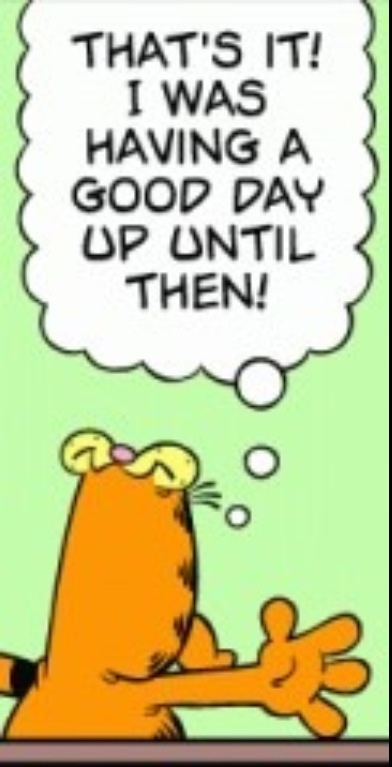 THAT'S IT!
I WAS
HAVING A
GOOD DAY
UP UNTIL
THEN!